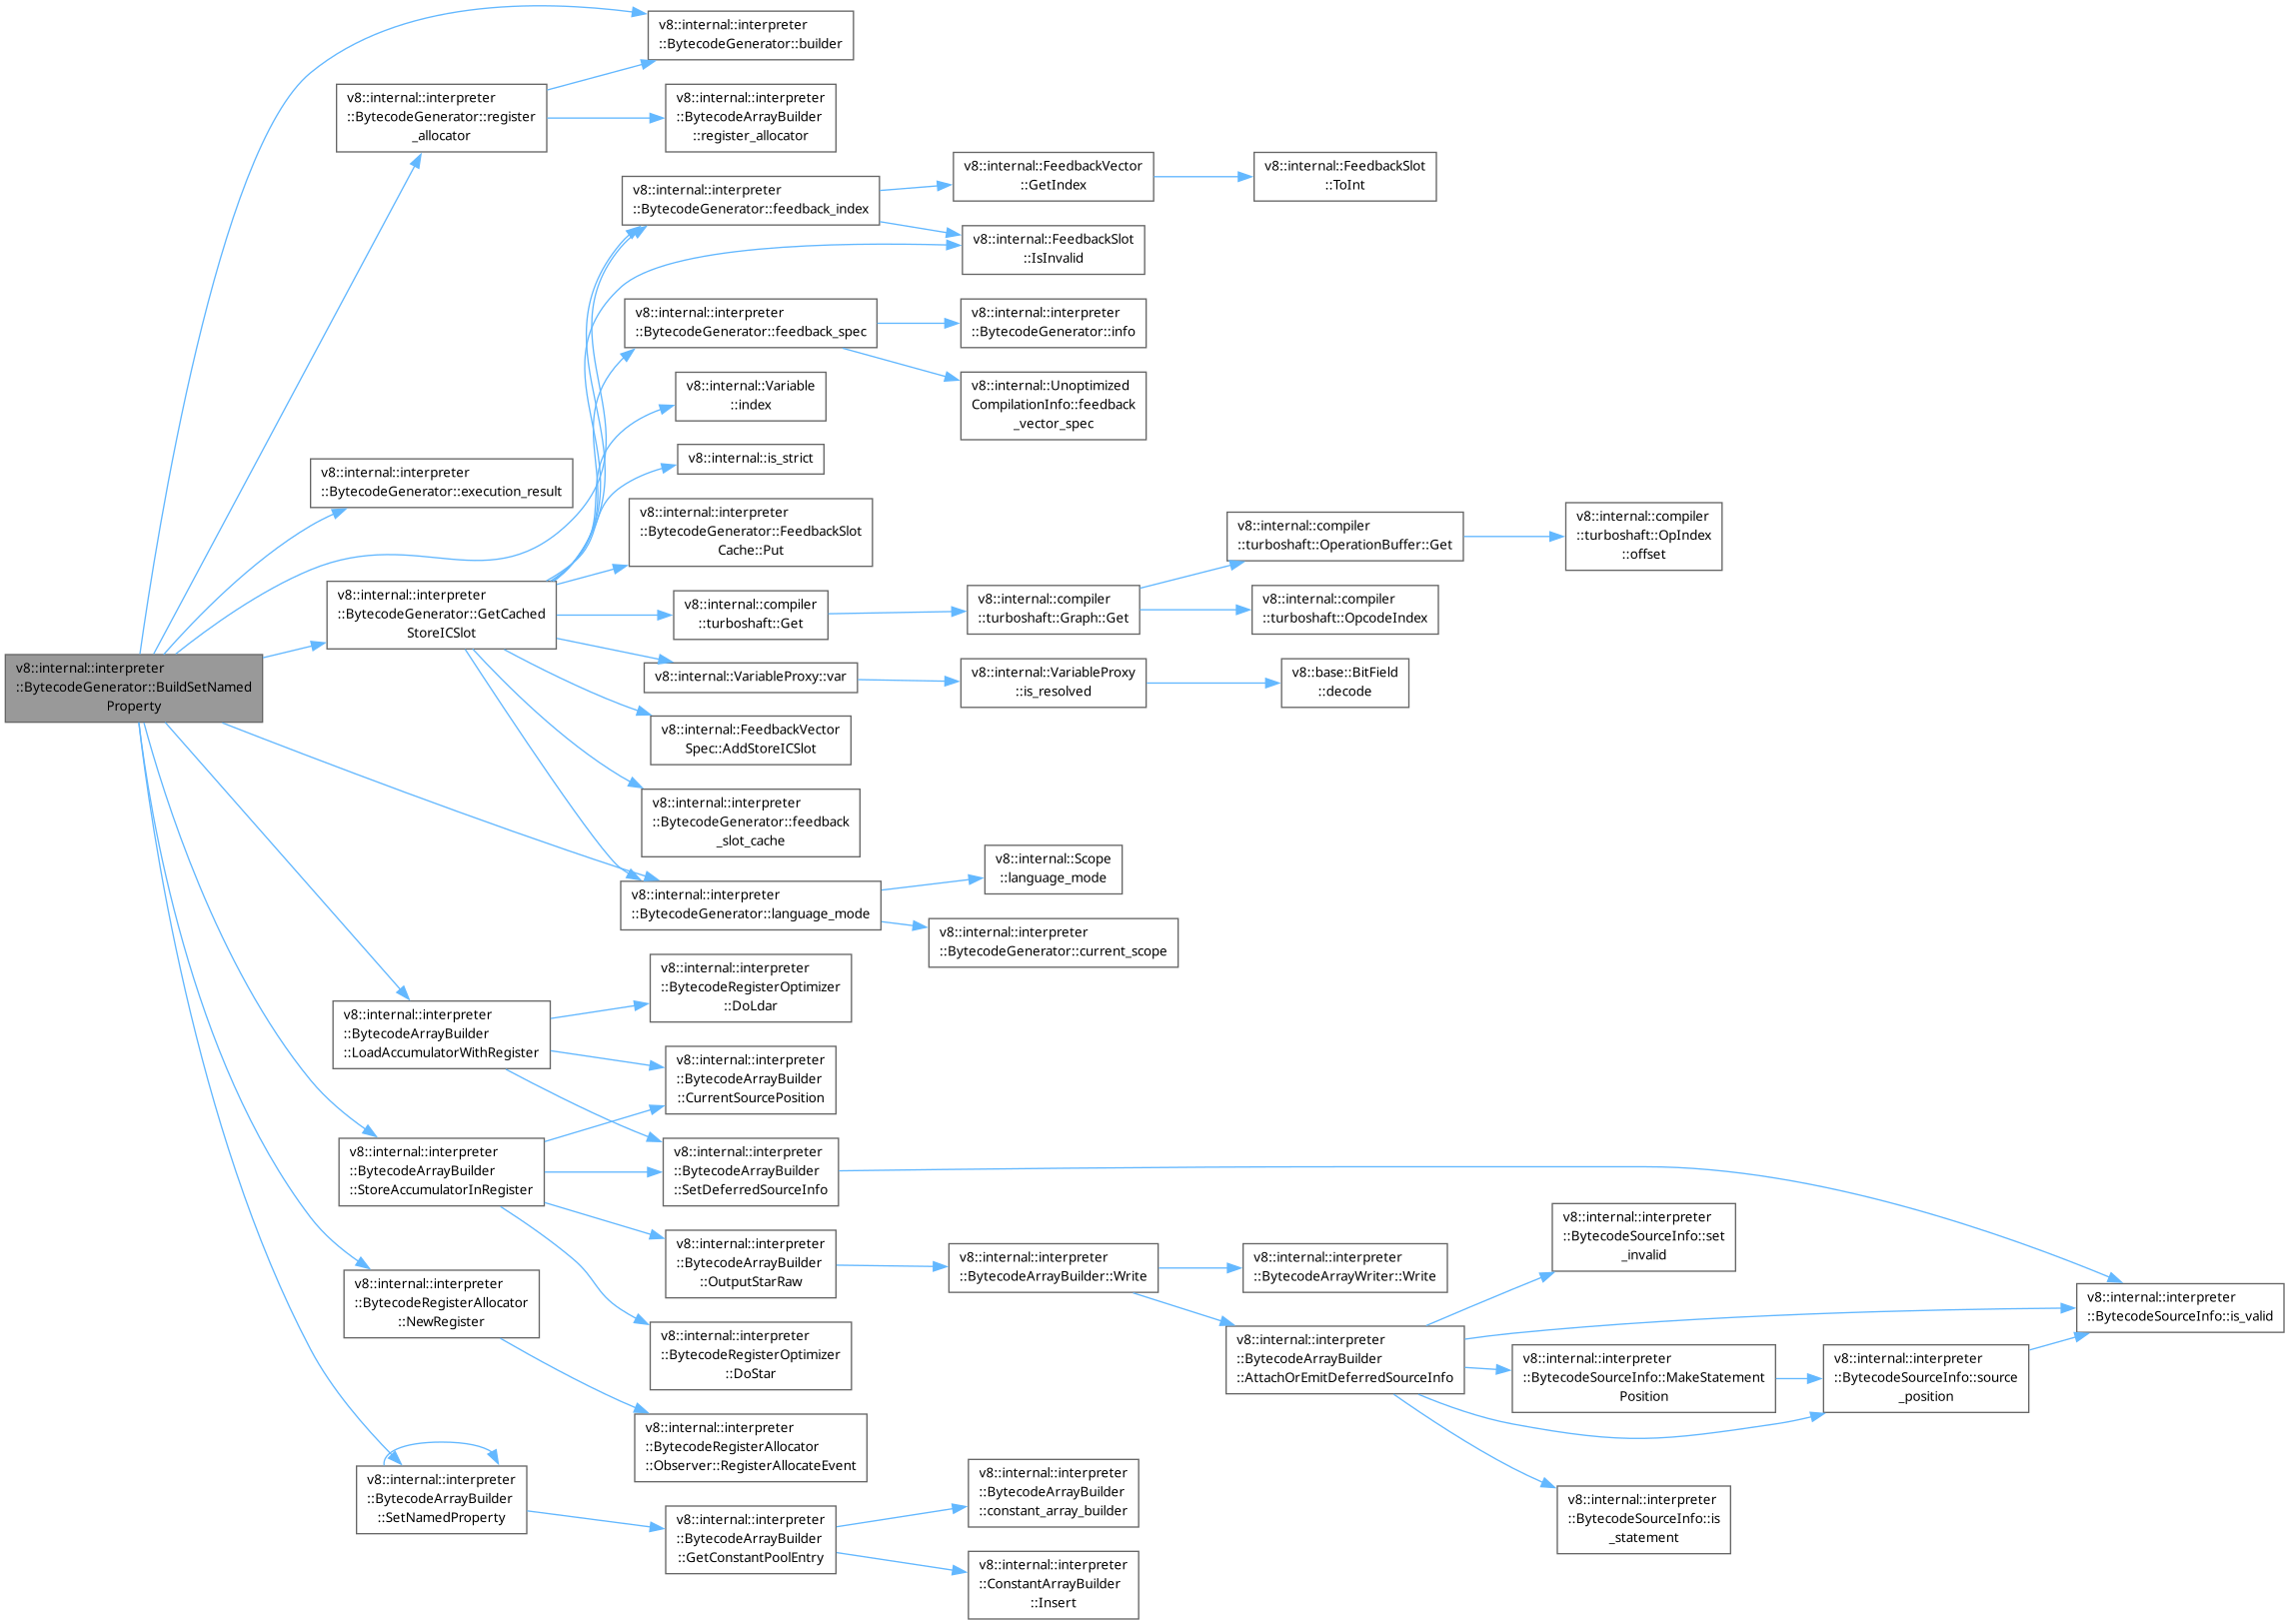 v8::internal::interpreter
::BytecodeGenerator::BuildSetNamed
Property
v8::internal::interpreter
::BytecodeGenerator::builder
v8::internal::interpreter
::BytecodeGenerator::register
_allocator
v8::internal::interpreter
::BytecodeArrayBuilder
::register_allocator
v8::internal::interpreter
::BytecodeGenerator::execution_result
v8::internal::interpreter
::BytecodeGenerator::feedback_index
v8::internal::FeedbackVector
::GetIndex
v8::internal::FeedbackSlot
::ToInt
v8::internal::FeedbackSlot
::IsInvalid
v8::internal::interpreter
::BytecodeGenerator::GetCached
StoreICSlot
v8::internal::interpreter
::BytecodeGenerator::feedback_spec
v8::internal::interpreter
::BytecodeGenerator::info
v8::internal::Unoptimized
CompilationInfo::feedback
_vector_spec
v8::internal::Variable
::index
v8::internal::is_strict
v8::internal::interpreter
::BytecodeGenerator::FeedbackSlot
Cache::Put
v8::internal::compiler
::turboshaft::Get
v8::internal::compiler
::turboshaft::Graph::Get
v8::internal::compiler
::turboshaft::OperationBuffer::Get
v8::internal::compiler
::turboshaft::OpIndex
::offset
v8::internal::compiler
::turboshaft::OpcodeIndex
v8::internal::VariableProxy::var
v8::internal::VariableProxy
::is_resolved
v8::base::BitField
::decode
v8::internal::FeedbackVector
Spec::AddStoreICSlot
v8::internal::interpreter
::BytecodeGenerator::feedback
_slot_cache
v8::internal::interpreter
::BytecodeGenerator::language_mode
v8::internal::Scope
::language_mode
v8::internal::interpreter
::BytecodeGenerator::current_scope
v8::internal::interpreter
::BytecodeArrayBuilder
::LoadAccumulatorWithRegister
v8::internal::interpreter
::BytecodeRegisterOptimizer
::DoLdar
v8::internal::interpreter
::BytecodeArrayBuilder
::CurrentSourcePosition
v8::internal::interpreter
::BytecodeArrayBuilder
::StoreAccumulatorInRegister
v8::internal::interpreter
::BytecodeArrayBuilder
::SetDeferredSourceInfo
v8::internal::interpreter
::BytecodeArrayBuilder
::OutputStarRaw
v8::internal::interpreter
::BytecodeArrayBuilder::Write
v8::internal::interpreter
::BytecodeArrayWriter::Write
v8::internal::interpreter
::BytecodeSourceInfo::set
_invalid
v8::internal::interpreter
::BytecodeSourceInfo::is_valid
v8::internal::interpreter
::BytecodeArrayBuilder
::AttachOrEmitDeferredSourceInfo
v8::internal::interpreter
::BytecodeSourceInfo::MakeStatement
Position
v8::internal::interpreter
::BytecodeSourceInfo::source
_position
v8::internal::interpreter
::BytecodeSourceInfo::is
_statement
v8::internal::interpreter
::BytecodeRegisterOptimizer
::DoStar
v8::internal::interpreter
::BytecodeRegisterAllocator
::NewRegister
v8::internal::interpreter
::BytecodeRegisterAllocator
::Observer::RegisterAllocateEvent
v8::internal::interpreter
::BytecodeArrayBuilder
::SetNamedProperty
v8::internal::interpreter
::BytecodeArrayBuilder
::GetConstantPoolEntry
v8::internal::interpreter
::BytecodeArrayBuilder
::constant_array_builder
v8::internal::interpreter
::ConstantArrayBuilder
::Insert